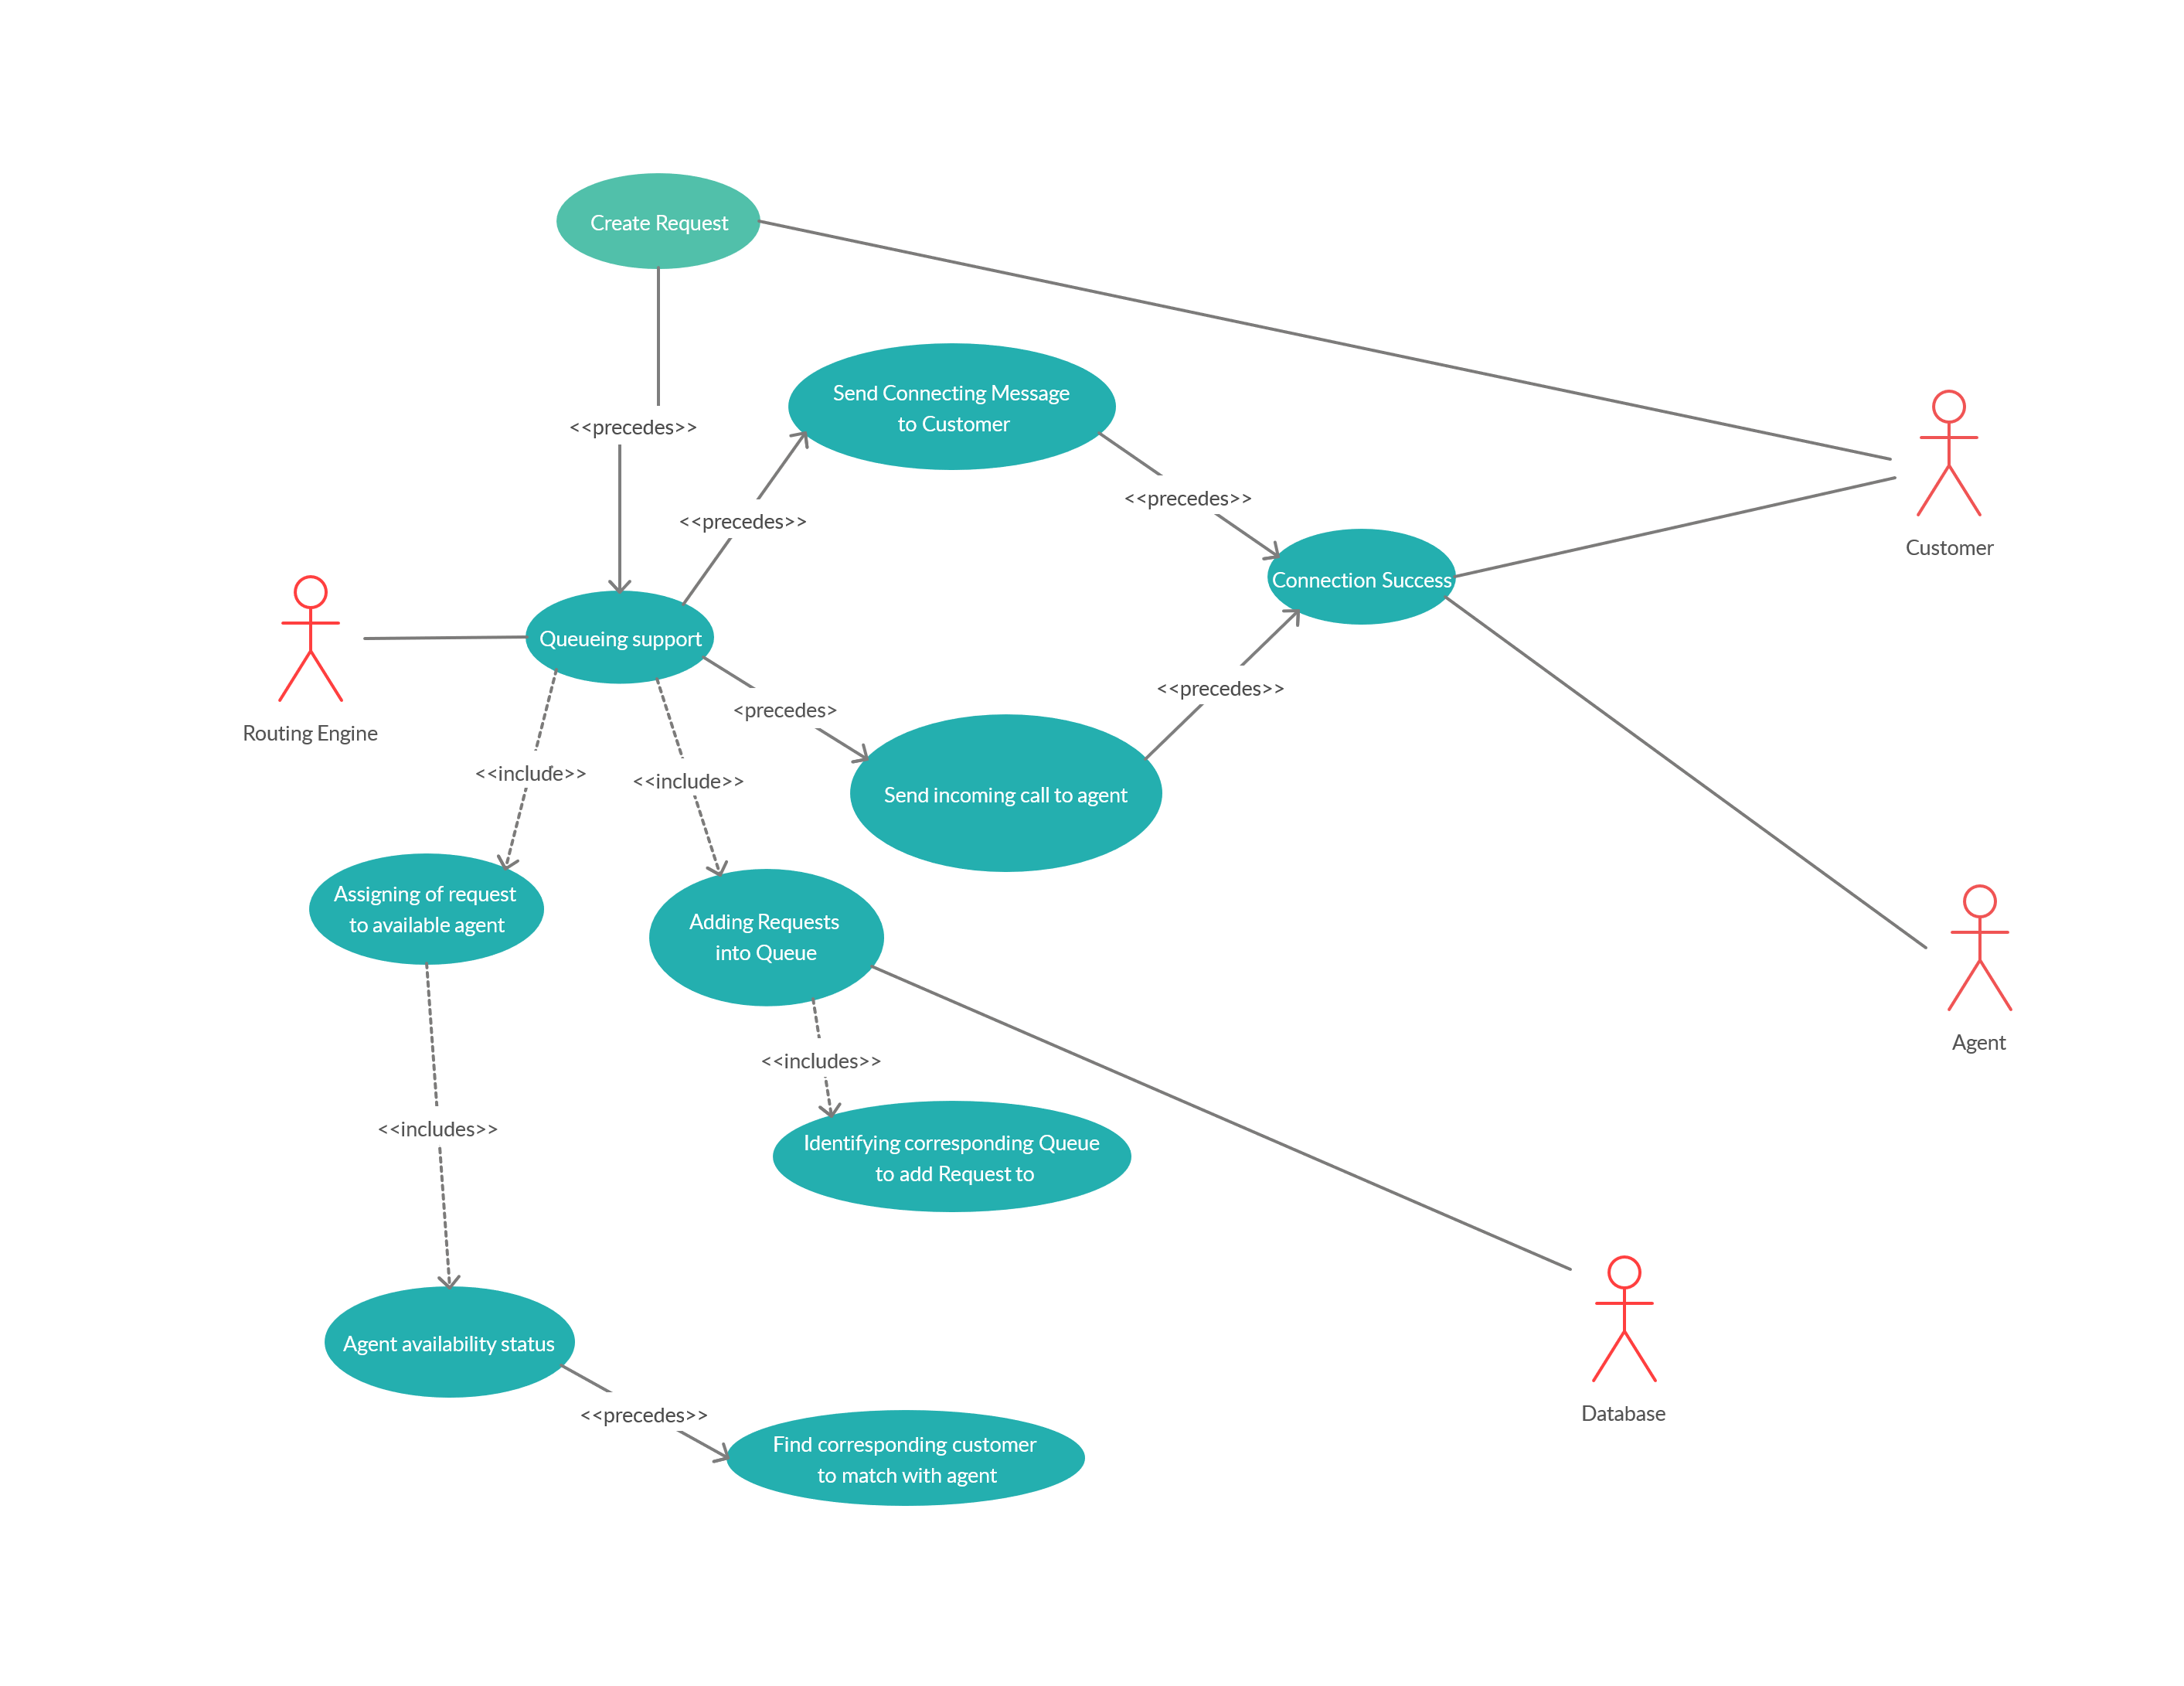 Create Request
<<precedes>>
Send Connecting Message
to Customer
<<precedes>>
<<precedes>>
Customer
Connection Success
Queueing support
Routing Engine
<precedes>
<<precedes>>
<<include>>
<<include>>
Send incoming call to agent
Assigning of request
to available agent
Adding Requests
into Queue
Agent
<<includes>>
<<includes>>
Identifying corresponding Queue
to add Request to
Agent availability status
Database
<<precedes>>
Find corresponding customer
to match with agent